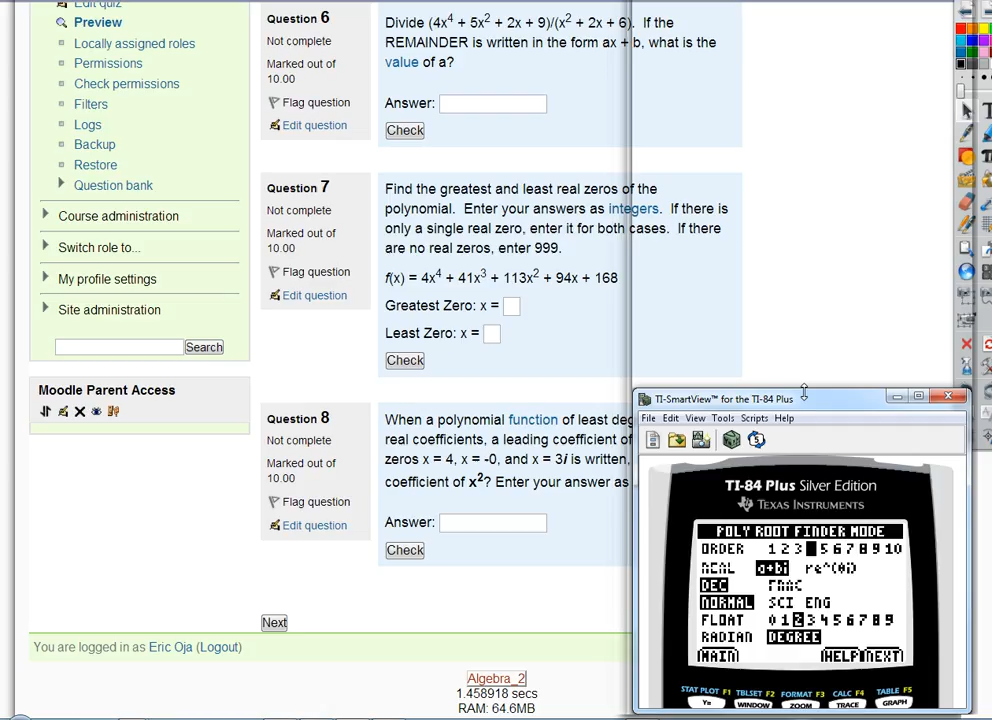 Edit quiz
Preview
Locally assigned roles
Permissions
Check permissions
Filters
Logs
Backup
Restore
Question bank
Course administration
Switch role to...
My profile settings
Site administration
Search
Moodle Parent Access
Question 6
Not complete
Marked out of
10.00
Flag question
Edit question
Divide (4x⁴ + 5x² + 2x + 9)/(x² + 2x + 6). If the
REMAINDER is written in the form ax + b, what is the
value of a?
Answer:
Check
Question 7
Not complete
Marked out of
10.00
Flag question
Edit question
Find the greatest and least real zeros of the
polynomial. Enter your answers as integers. If there is
only a single real zero, enter it for both cases. If there
are no real zeros, enter 999.
f(x) = 4x⁴ + 41x³ + 113x² + 94x + 168
Greatest Zero: x =
Least Zero: x =
Check
Question 8
Not complete
Marked out of
10.00
Flag question
Edit question
When a polynomial function of least deg
real coefficients, a leading coefficient of
zeros x = 4, x = -0, and x = 3i is written,
coefficient of x²? Enter your answer as
Answer:
Check
Next
You are logged in as Eric Oja (Logout)
Algebra_2
1.458918 secs
RAM: 64.6MB
TI-SmartView™ for the TI-84 Plus
File Edit View Tools Scripts Help
TI-84 Plus Silver Edition
TEXAS INSTRUMENTS
POLY ROOT FINDER MODE
ORDER 1 2 3 5 6 7 8 9 10
REAL a+bi re^(θi)
DEC FRAC
NORMAL SCI ENG
FLOAT 0 1 2 3 4 5 6 7 8 9
RADIAN DEGREE
MAIN HELP NEXT
STAT PLOT F1 TBLSET F2 FORMAT F3 CALC F4 TABLE F5
Y= WINDOW ZOOM TRACE GRAPH